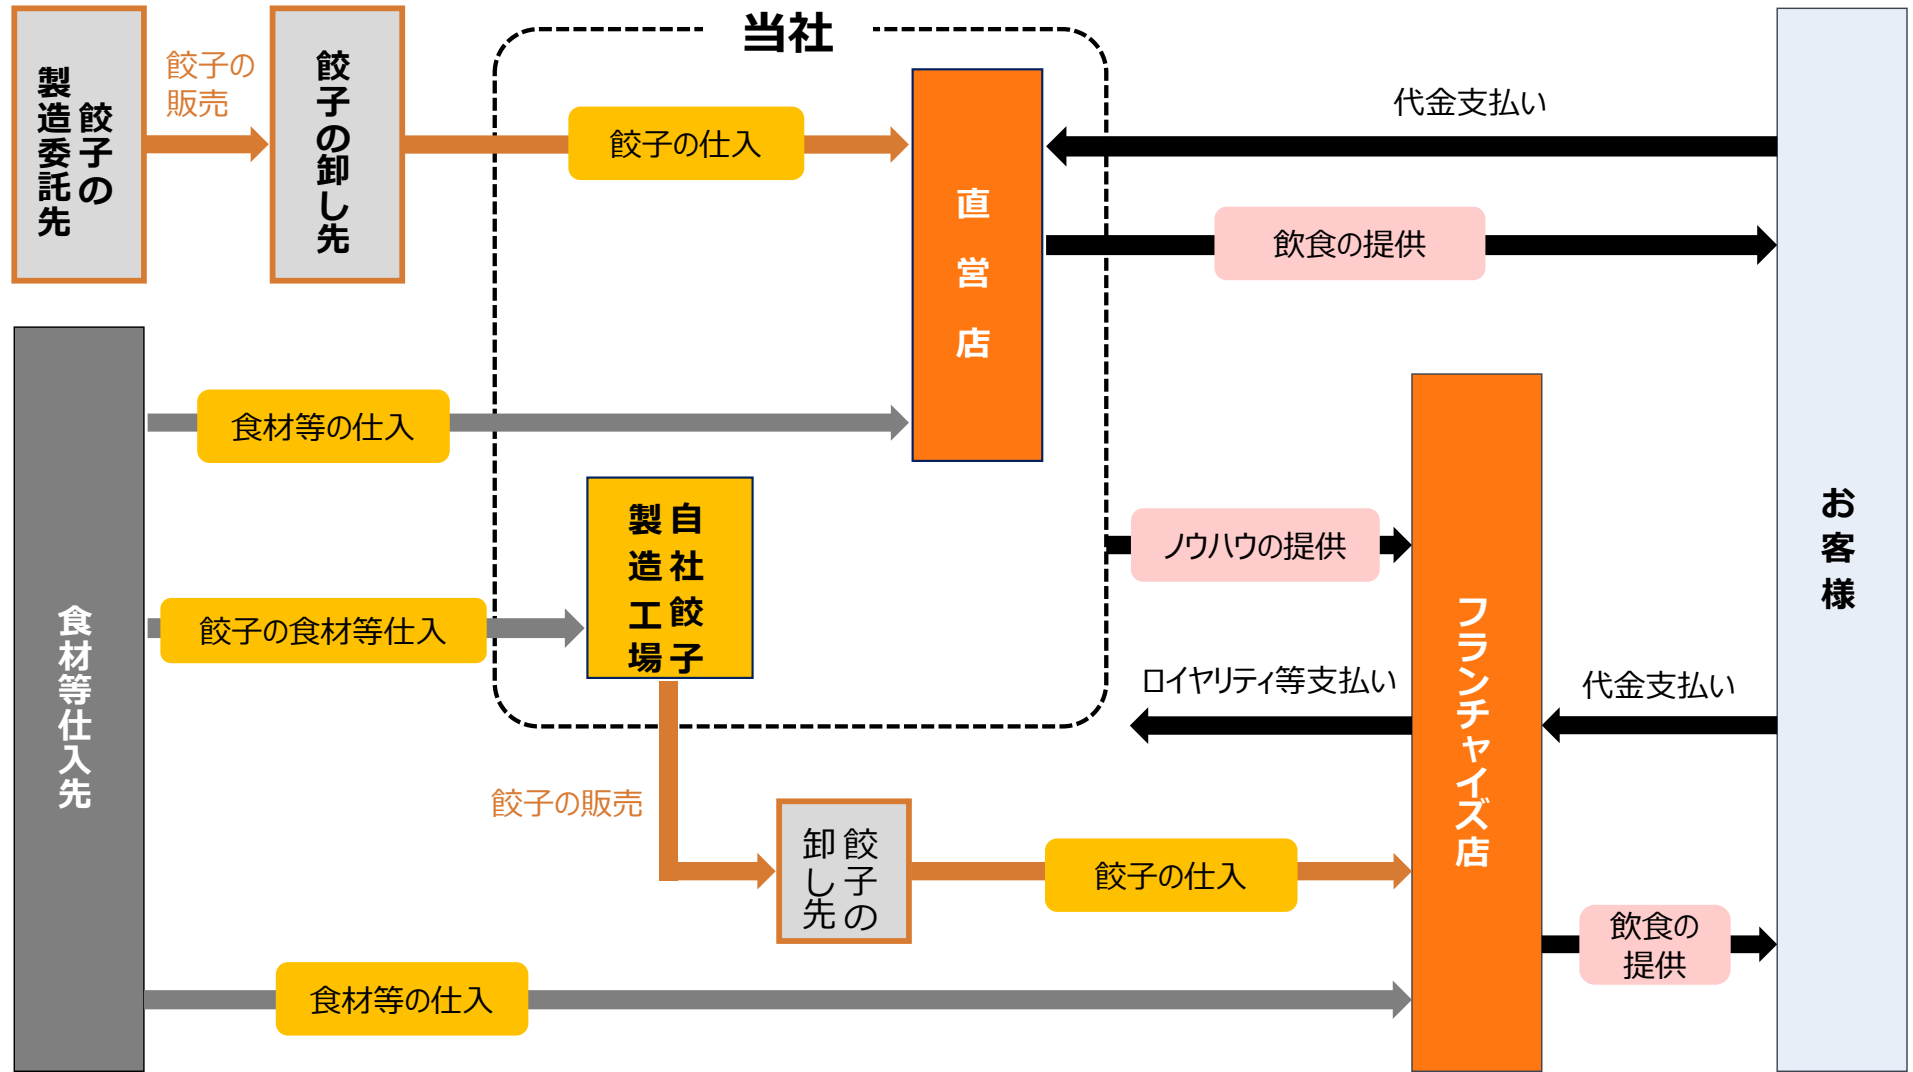 当社
餃子の
製造委託先
餃子の
販売
餃子の卸し先
餃子の仕入
直営店
代金支払い
飲食の提供
食材等仕入先
食材等の仕入
餃子の食材等仕入
自社餃子
製造工場
ノウハウの提供
ロイヤリティ等支払い
代金支払い
フランチャイズ店
お客様
餃子の販売
餃子の
卸し先
餃子の仕入
飲食の
提供
食材等の仕入